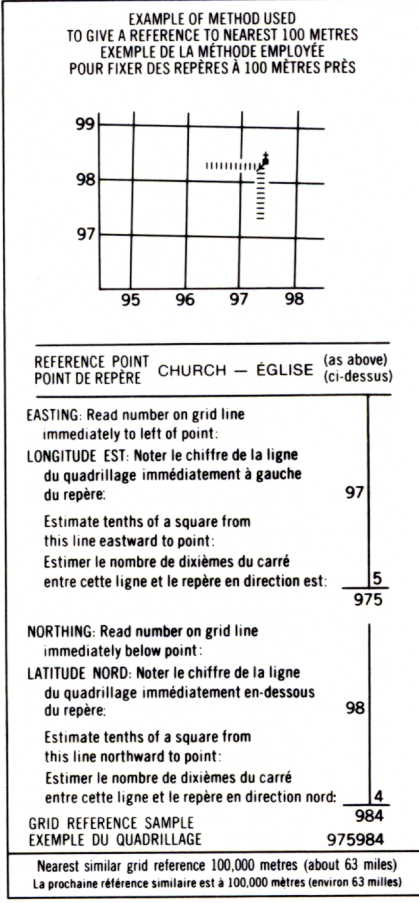 EXAMPLE OF METHOD USED
TO GIVE A REFERENCE TO NEAREST 100 METRES
EXEMPLE DE LA MÉTHODE EMPLOYÉE
POUR FIXER DES REPÈRES À 100 MÈTRES PRÈS
99
98
97
95 96 97 98
REFERENCE POINT
POINT DE REPÈRE
CHURCH — ÉGLISE
(as above)
(ci-dessus)
EASTING: Read number on grid line
immediately to left of point:
LONGITUDE EST: Noter le chiffre de la ligne
du quadrillage immédiatement à gauche
du repère: 97
Estimate tenths of a square from
this line eastward to point:
Estimer le nombre de dixièmes du carré
entre cette ligne et le repère en direction est: 5
975
NORTHING: Read number on grid line
immediately below point:
LATITUDE NORD: Noter le chiffre de la ligne
du quadrillage immédiatement en-dessous
du repère: 98
Estimate tenths of a square from
this line northward to point:
Estimer le nombre de dixièmes du carré
entre cette ligne et le repère en direction nord: 4
984
GRID REFERENCE SAMPLE
EXEMPLE DU QUADRILLAGE 975984
Nearest similar grid reference 100,000 metres (about 63 miles)
La prochaine référence similaire est à 100,000 mètres (environ 63 milles)